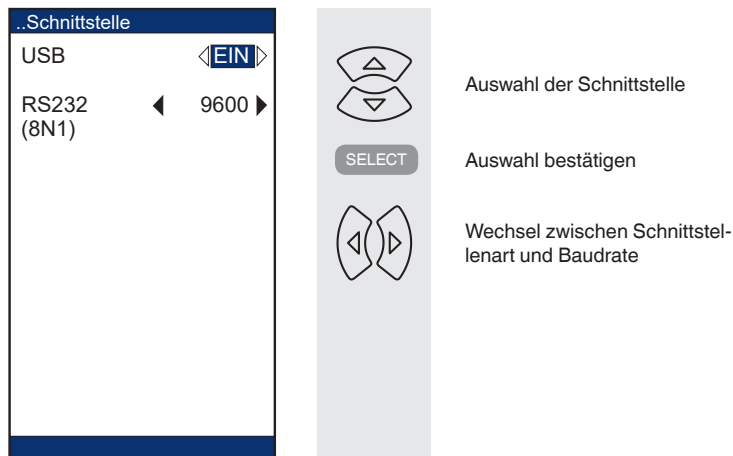 ..Schnittstelle
USB EIN
RS232 9600
(8N1)
Auswahl der Schnittstelle
SELECT Auswahl bestätigen
Wechsel zwischen Schnittstel-
lenart und Baudrate